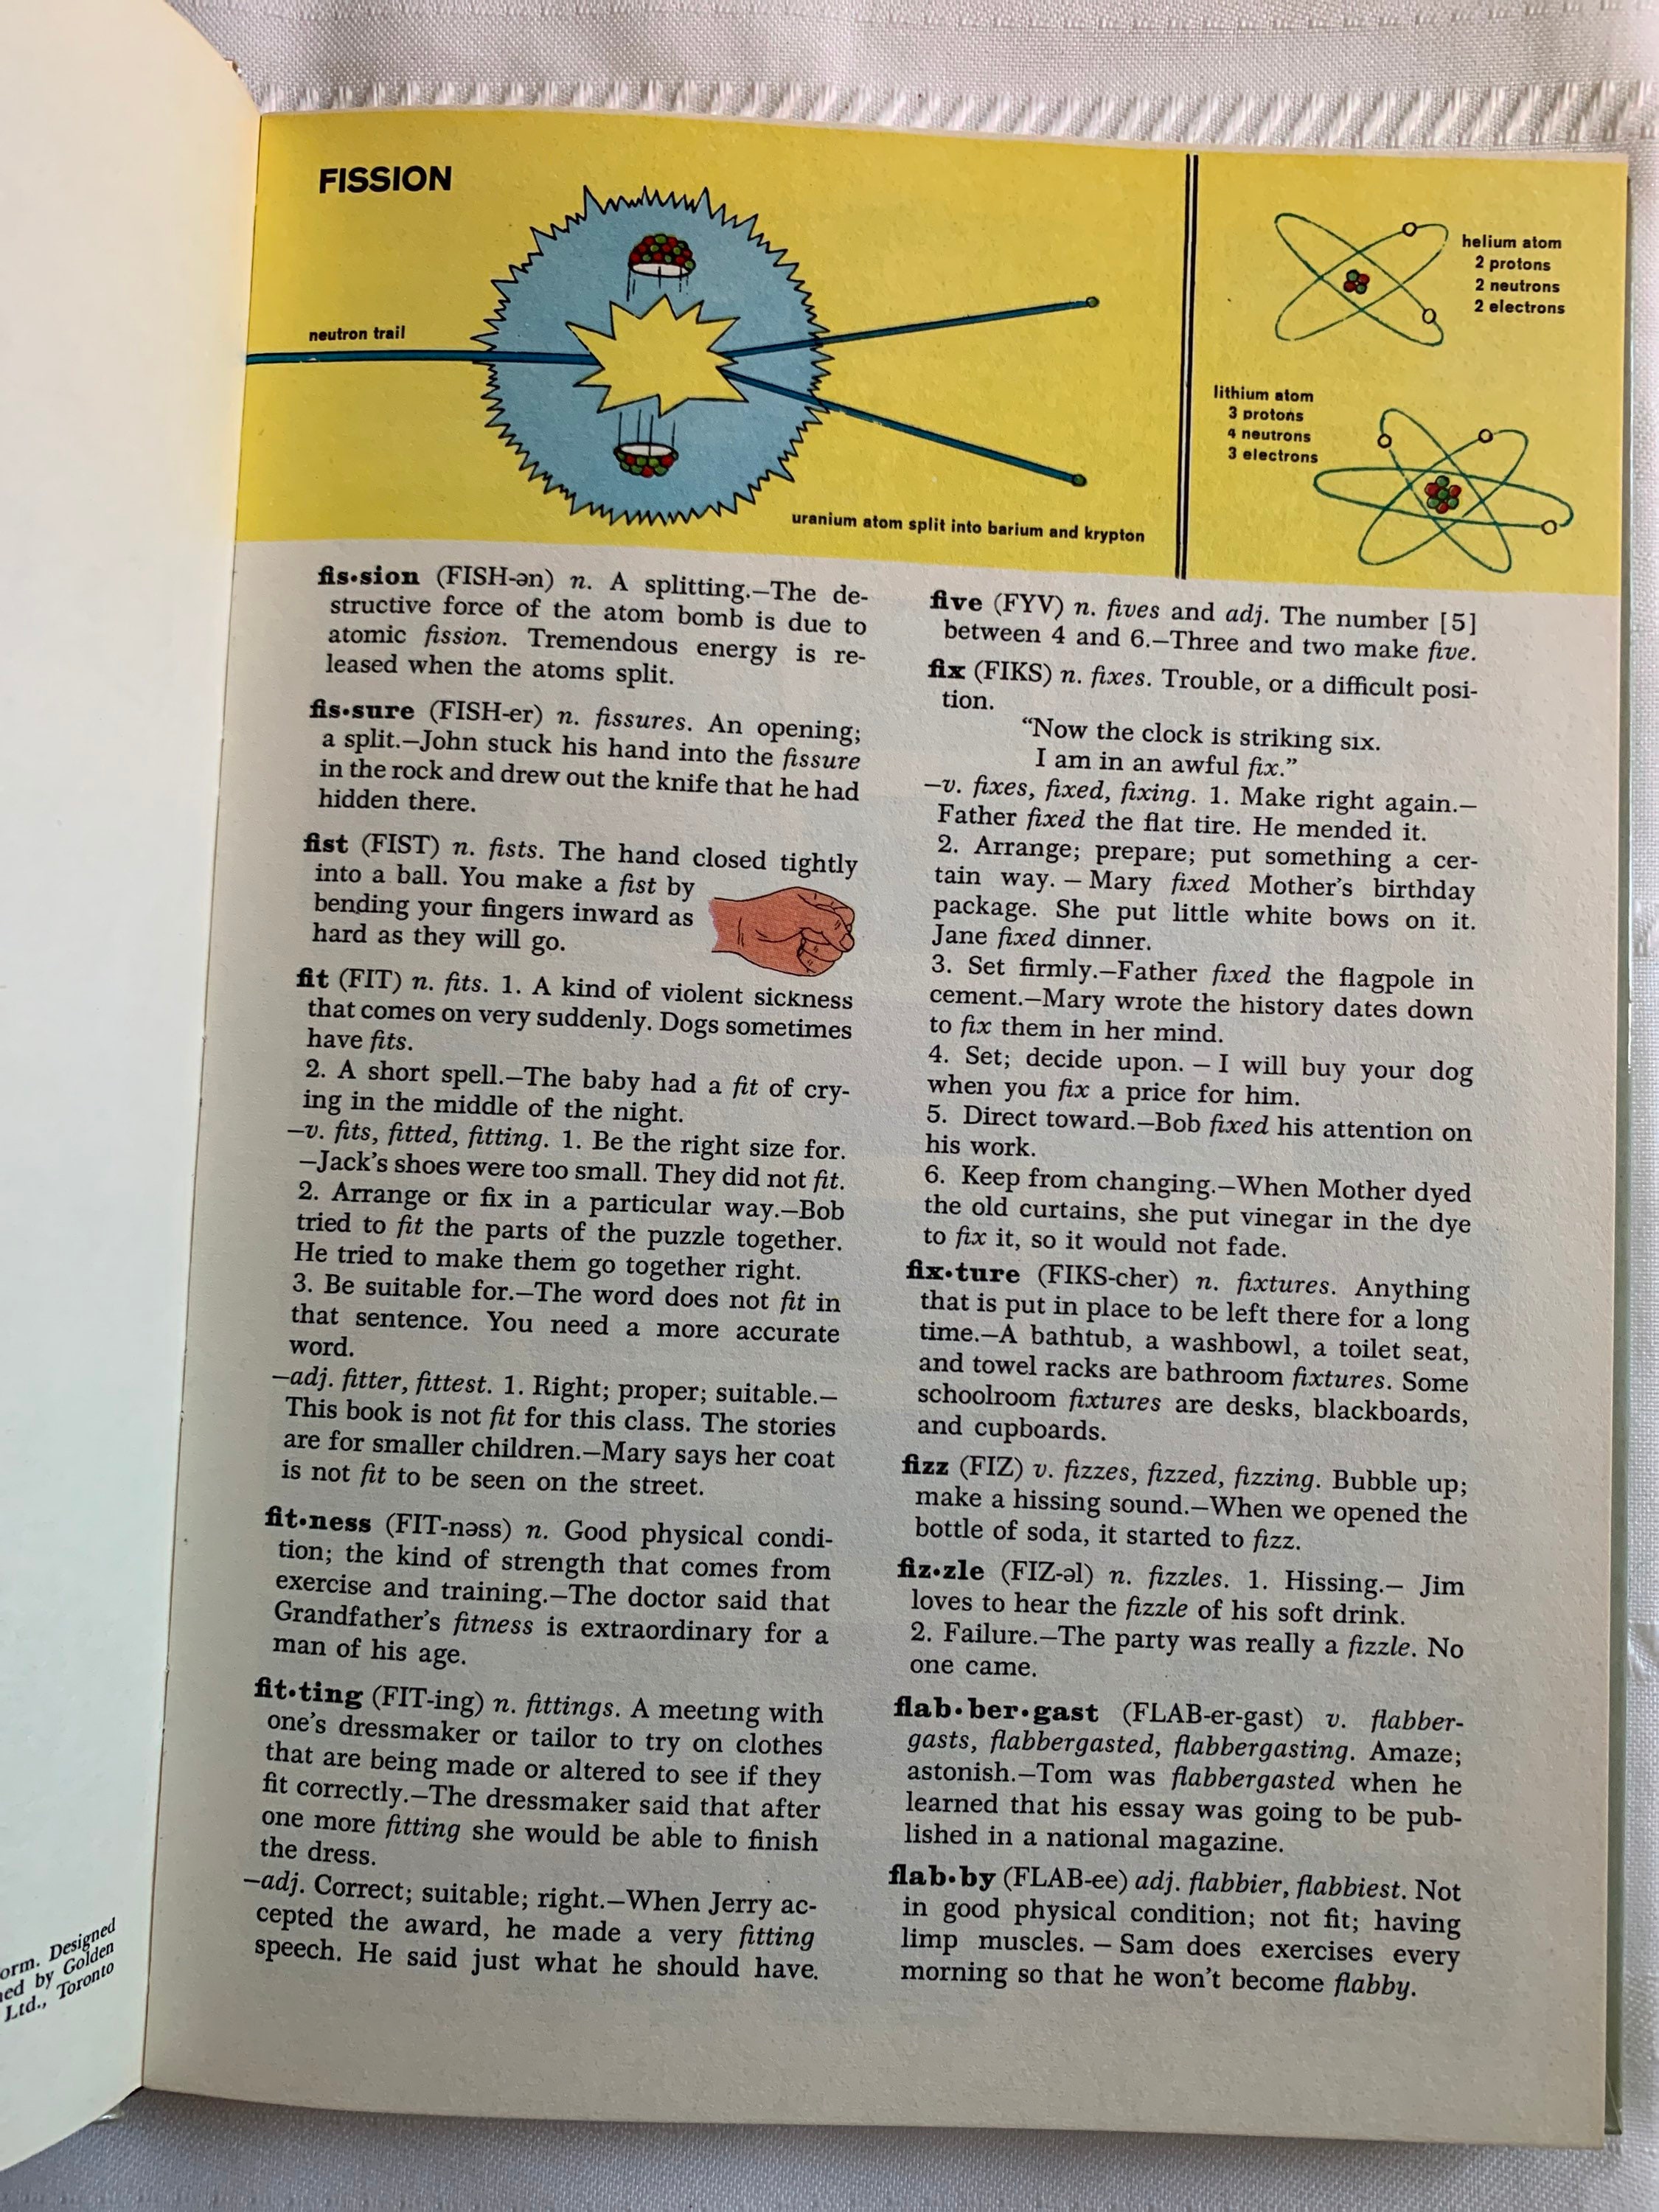 FISSION
neutron trail
uranium atom split into barium and krypton
helium atom
2 protons
2 neutrons
2 electrons
lithium atom
3 protons
4 neutrons
3 electrons
fis•sion (FISH-ən) n. A splitting.—The de-
structive force of the atom bomb is due to
atomic fission. Tremendous energy is re-
leased when the atoms split.
fis•sure (FISH-er) n. fissures. An opening;
a split.—John stuck his hand into the fissure
in the rock and drew out the knife that he had
hidden there.
fist (FIST) n. fists. The hand closed tightly
into a ball. You make a fist by
bending your fingers inward as
hard as they will go.
fit (FIT) n. fits. 1. A kind of violent sickness
that comes on very suddenly. Dogs sometimes
have fits.
2. A short spell.—The baby had a fit of cry-
ing in the middle of the night.
—v. fits, fitted, fitting. 1. Be the right size for.
—Jack's shoes were too small. They did not fit.
2. Arrange or fix in a particular way.—Bob
tried to fit the parts of the puzzle together.
He tried to make them go together right.
3. Be suitable for.—The word does not fit in
that sentence. You need a more accurate
word.
—adj. fitter, fittest. 1. Right; proper; suitable.—
This book is not fit for this class. The stories
are for smaller children.—Mary says her coat
is not fit to be seen on the street.
fit•ness (FIT-nəss) n. Good physical condi-
tion; the kind of strength that comes from
exercise and training.—The doctor said that
Grandfather's fitness is extraordinary for a
man of his age.
fit•ting (FIT-ing) n. fittings. A meeting with
one's dressmaker or tailor to try on clothes
that are being made or altered to see if they
fit correctly.—The dressmaker said that after
one more fitting she would be able to finish
the dress.
—adj. Correct; suitable; right.—When Jerry ac-
cepted the award, he made a very fitting
speech. He said just what he should have.
five (FYV) n. fives and adj. The number [5]
between 4 and 6.—Three and two make five.
fix (FIKS) n. fixes. Trouble, or a difficult posi-
tion.
"Now the clock is striking six.
I am in an awful fix."
—v. fixes, fixed, fixing. 1. Make right again.—
Father fixed the flat tire. He mended it.
2. Arrange; prepare; put something a cer-
tain way. — Mary fixed Mother's birthday
package. She put little white bows on it.
Jane fixed dinner.
3. Set firmly.—Father fixed the flagpole in
cement.—Mary wrote the history dates down
to fix them in her mind.
4. Set; decide upon. — I will buy your dog
when you fix a price for him.
5. Direct toward.—Bob fixed his attention on
his work.
6. Keep from changing.—When Mother dyed
the old curtains, she put vinegar in the dye
to fix it, so it would not fade.
fix•ture (FIKS-cher) n. fixtures. Anything
that is put in place to be left there for a long
time.—A bathtub, a washbowl, a toilet seat,
and towel racks are bathroom fixtures. Some
schoolroom fixtures are desks, blackboards,
and cupboards.
fizz (FIZ) v. fizzes, fizzed, fizzing. Bubble up;
make a hissing sound.—When we opened the
bottle of soda, it started to fizz.
fiz•zle (FIZ-əl) n. fizzles. 1. Hissing.— Jim
loves to hear the fizzle of his soft drink.
2. Failure.—The party was really a fizzle. No
one came.
flab•ber•gast (FLAB-er-gast) v. flabber-
gasts, flabbergasted, flabbergasting. Amaze;
astonish.—Tom was flabbergasted when he
learned that his essay was going to be pub-
lished in a national magazine.
flab•by (FLAB-ee) adj. flabbier, flabbiest. Not
in good physical condition; not fit; having
limp muscles. — Sam does exercises every
morning so that he won't become flabby.
orm. Designed
ed by Golden
Ltd., Toronto